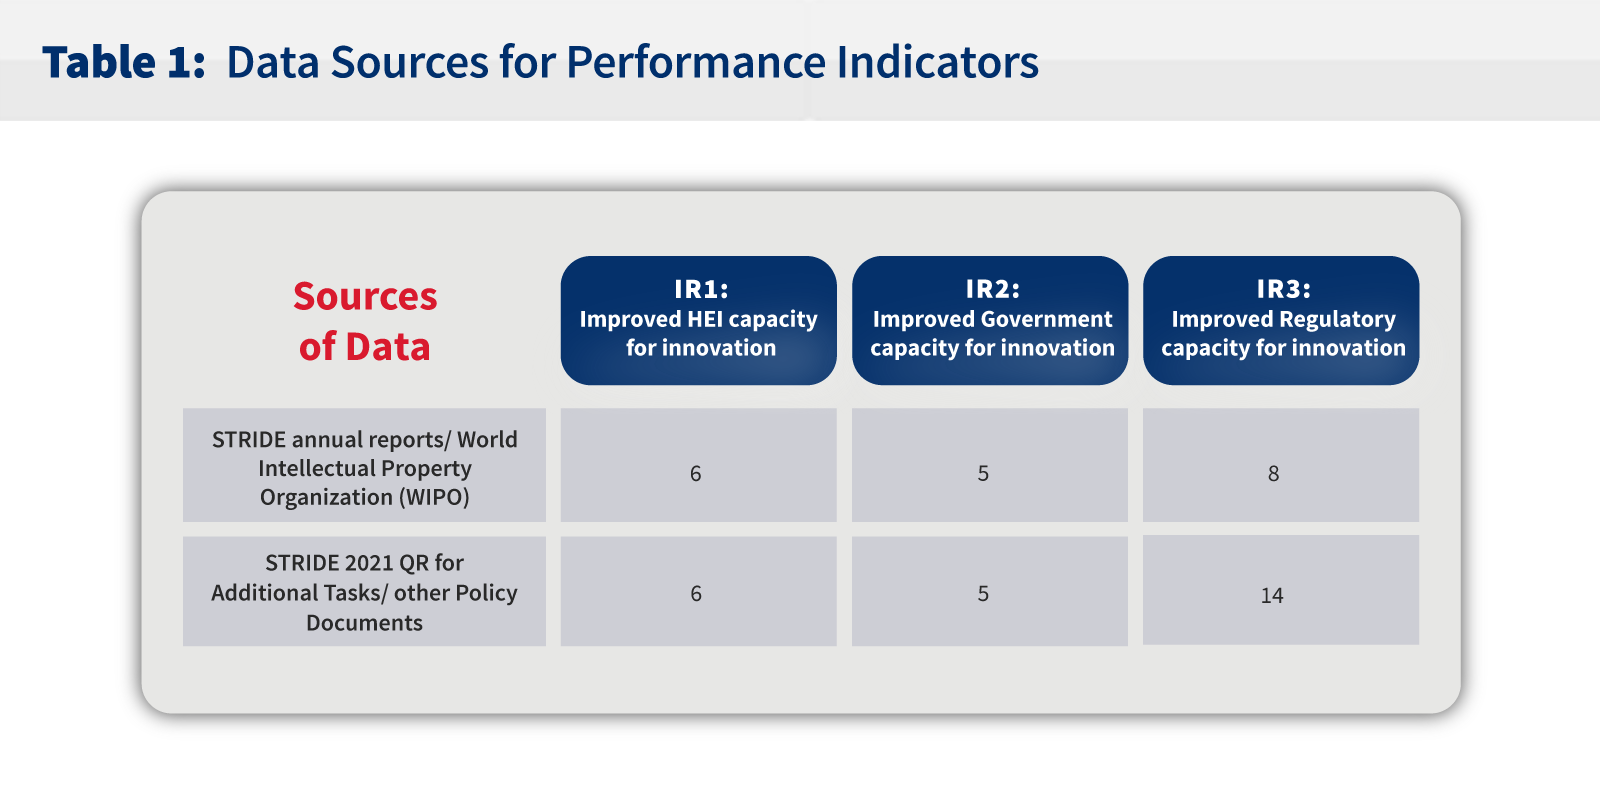 Table 1: Data Sources for Performance Indicators
Sources
of Data
IR1:
Improved HEI capacity
for innovation
IR2:
Improved Government
capacity for innovation
IR3:
Improved Regulatory
capacity for innovation
STRIDE annual reports/ World
Intellectual Property
Organization (WIPO)
6
5
8
STRIDE 2021 QR for
Additional Tasks/ other Policy
Documents
6
5
14